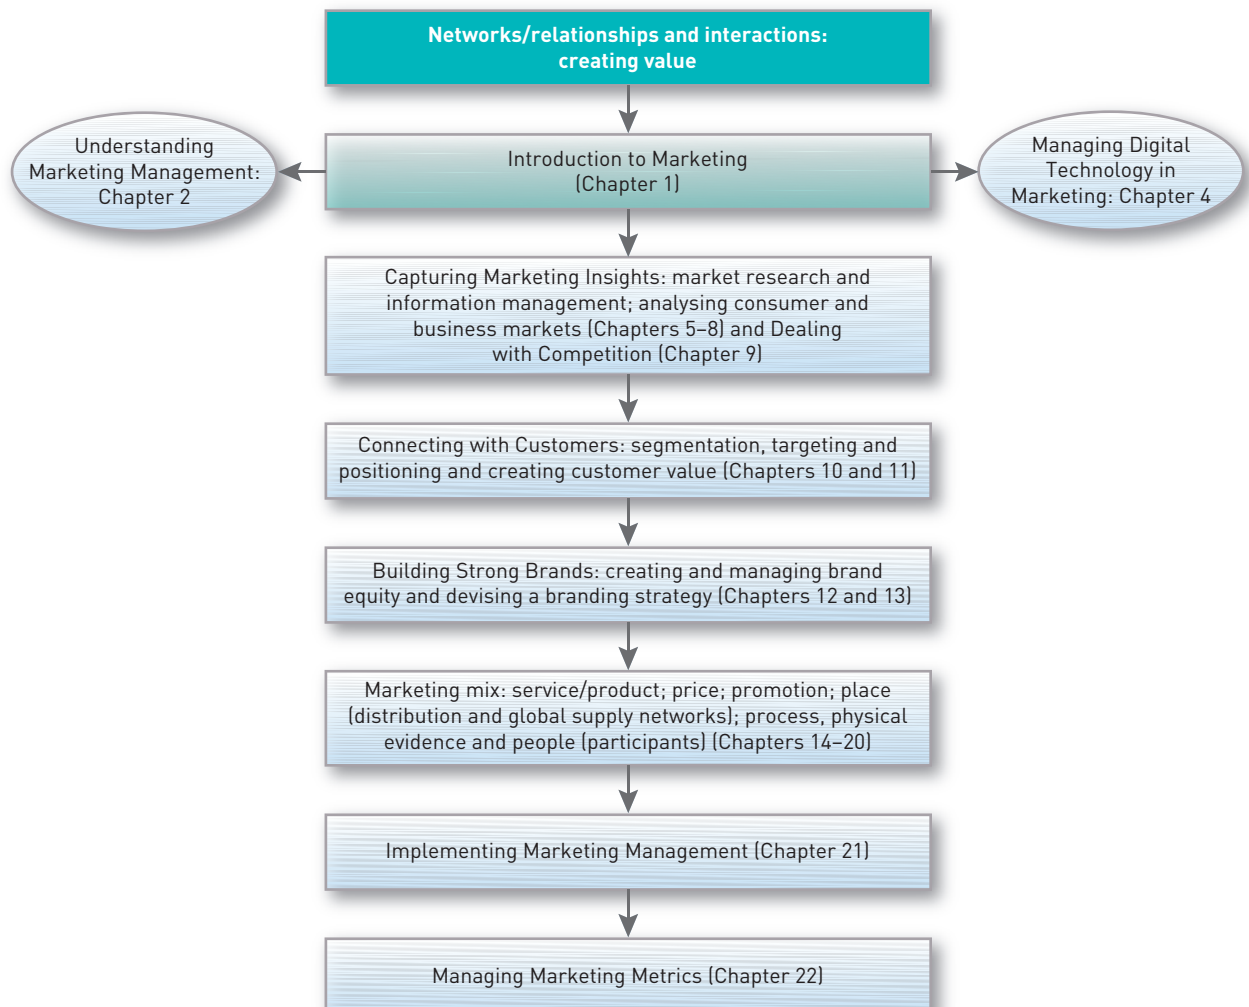 Networks/relationships and interactions:
creating value
Understanding
Marketing Management:
Chapter 2
Introduction to Marketing
(Chapter 1)
Managing Digital
Technology in
Marketing: Chapter 4
Capturing Marketing Insights: market research and
information management; analysing consumer and
business markets (Chapters 5–8) and Dealing
with Competition (Chapter 9)
Connecting with Customers: segmentation, targeting and
positioning and creating customer value (Chapters 10 and 11)
Building Strong Brands: creating and managing brand
equity and devising a branding strategy (Chapters 12 and 13)
Marketing mix: service/product; price; promotion; place
(distribution and global supply networks); process, physical
evidence and people (participants) (Chapters 14–20)
Implementing Marketing Management (Chapter 21)
Managing Marketing Metrics (Chapter 22)